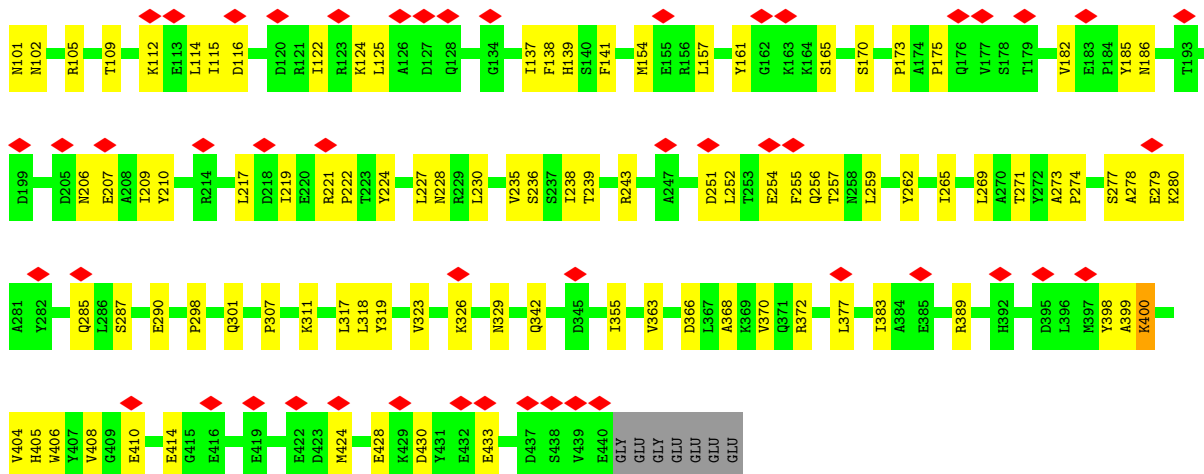 N101 N102 R105 T109 K112 E113 L114 I115 D116 D120 R121 I122 R123 K124 L125 A126 D127 Q128 G134 I137 F138 H139 S140 F141 M154 E155 R156 L157 Y161 G162 K163 K164 S165 S170 P173 A174 P175 Q176 V177 S178 T179 V182 E183 P184 Y185 N186 T193
D199 D205 N206 E207 A208 I209 Y210 R214 L217 D218 I219 E220 R221 P222 T223 Y224 L227 N228 R229 L230 V235 S236 S237 I238 T239 R243 A247 D251 L252 T253 E254 F255 Q256 T257 N258 L259 Y262 I265 L269 A270 T271 Y272 A273 P274 S277 A278 E279 K280
A281 Y282 Q285 L286 S287 E290 P298 Q301 P307 K311 L317 L318 Y319 V323 K326 N329 Q342 D345 I355 V363 D366 L367 A368 K369 V370 Q371 R372 L377 I383 A384 E385 R389 H392 D395 L396 M397 Y398 A399 K400
V404 H405 W406 Y407 V408 G409 E410 E414 G415 E416 E419 E422 D423 M424 E428 K429 D430 Y431 E432 E433 D437 S438 V439 E440 GLY GLU GLY GLU GLU GLU GLU